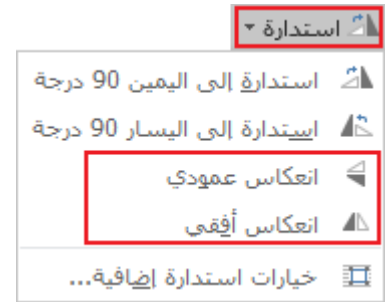 استدارة
استدارة إلى اليمين 90 درجة
استدارة إلى اليسار 90 درجة
انعكاس عمودي
انعكاس أفقي
خيارات استدارة إضافية...